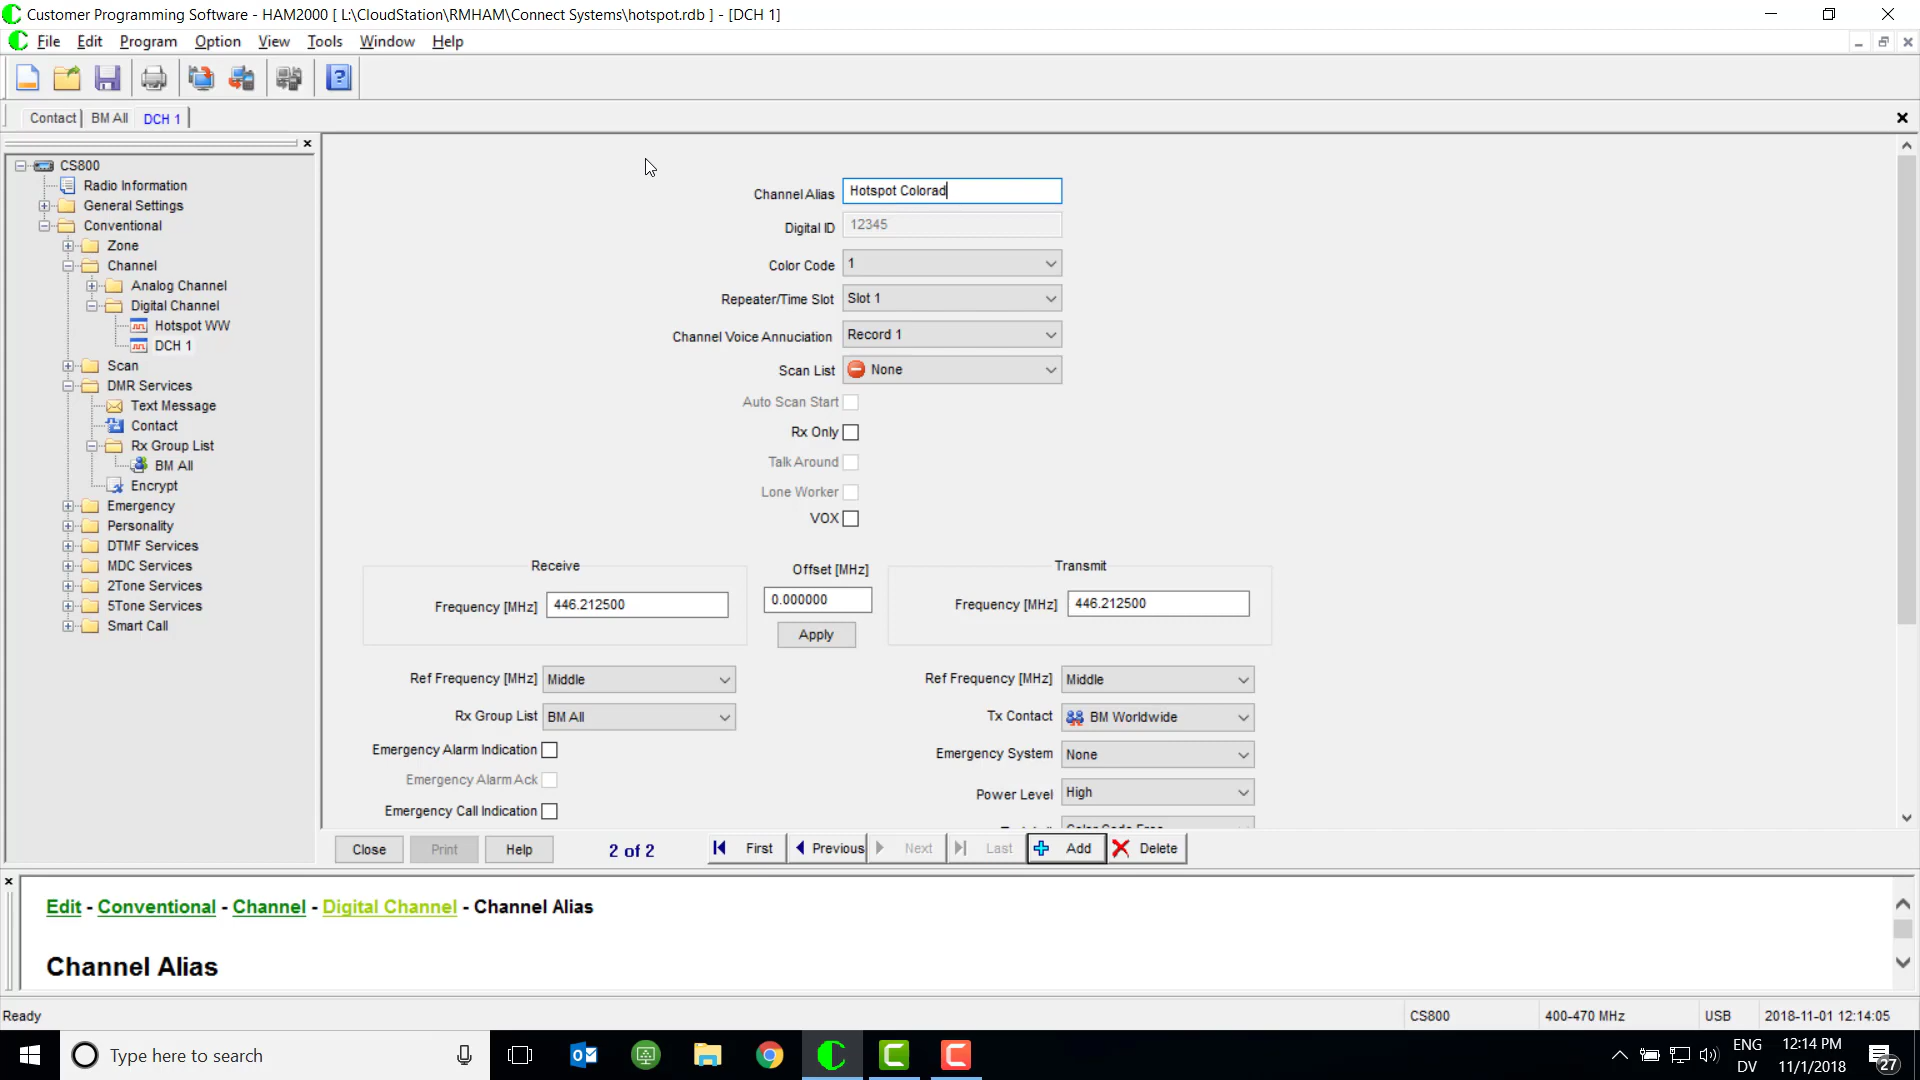 Customer Programming Software - HAM2000 [ L:\CloudStation\RMHAM\Connect Systems\hotspot.rdb ] - [DCH 1]
File Edit Program Option View Tools Window Help
Contact BM All DCH 1
CS800
Radio Information
General Settings
Conventional
Zone
Channel
Analog Channel
Digital Channel
Hotspot WW
DCH 1
Scan
DMR Services
Text Message
Contact
Rx Group List
BM All
Encrypt
Emergency
Personality
DTMF Services
MDC Services
2Tone Services
5Tone Services
Smart Call
Channel Alias Hotspot Colorad
Digital ID 12345
Color Code 1
Repeater/Time Slot Slot 1
Channel Voice Annuciation Record 1
Scan List None
Auto Scan Start
Rx Only
Talk Around
Lone Worker
VOX
Receive Offset [MHz] Transmit
Frequency [MHz] 446.212500 0.000000 Frequency [MHz] 446.212500
Apply
Ref Frequency [MHz] Middle Ref Frequency [MHz] Middle
Rx Group List BM All Tx Contact BM Worldwide
Emergency Alarm Indication Emergency System None
Emergency Alarm Ack
Power Level High
Emergency Call Indication
Close Print Help 2 of 2 First Previous Next Last Add Delete
Edit - Conventional - Channel - Digital Channel - Channel Alias
Channel Alias
Ready CS800 400-470 MHz USB 2018-11-01 12:14:05
Type here to search
ENG 12:14 PM
DV 11/1/2018 27